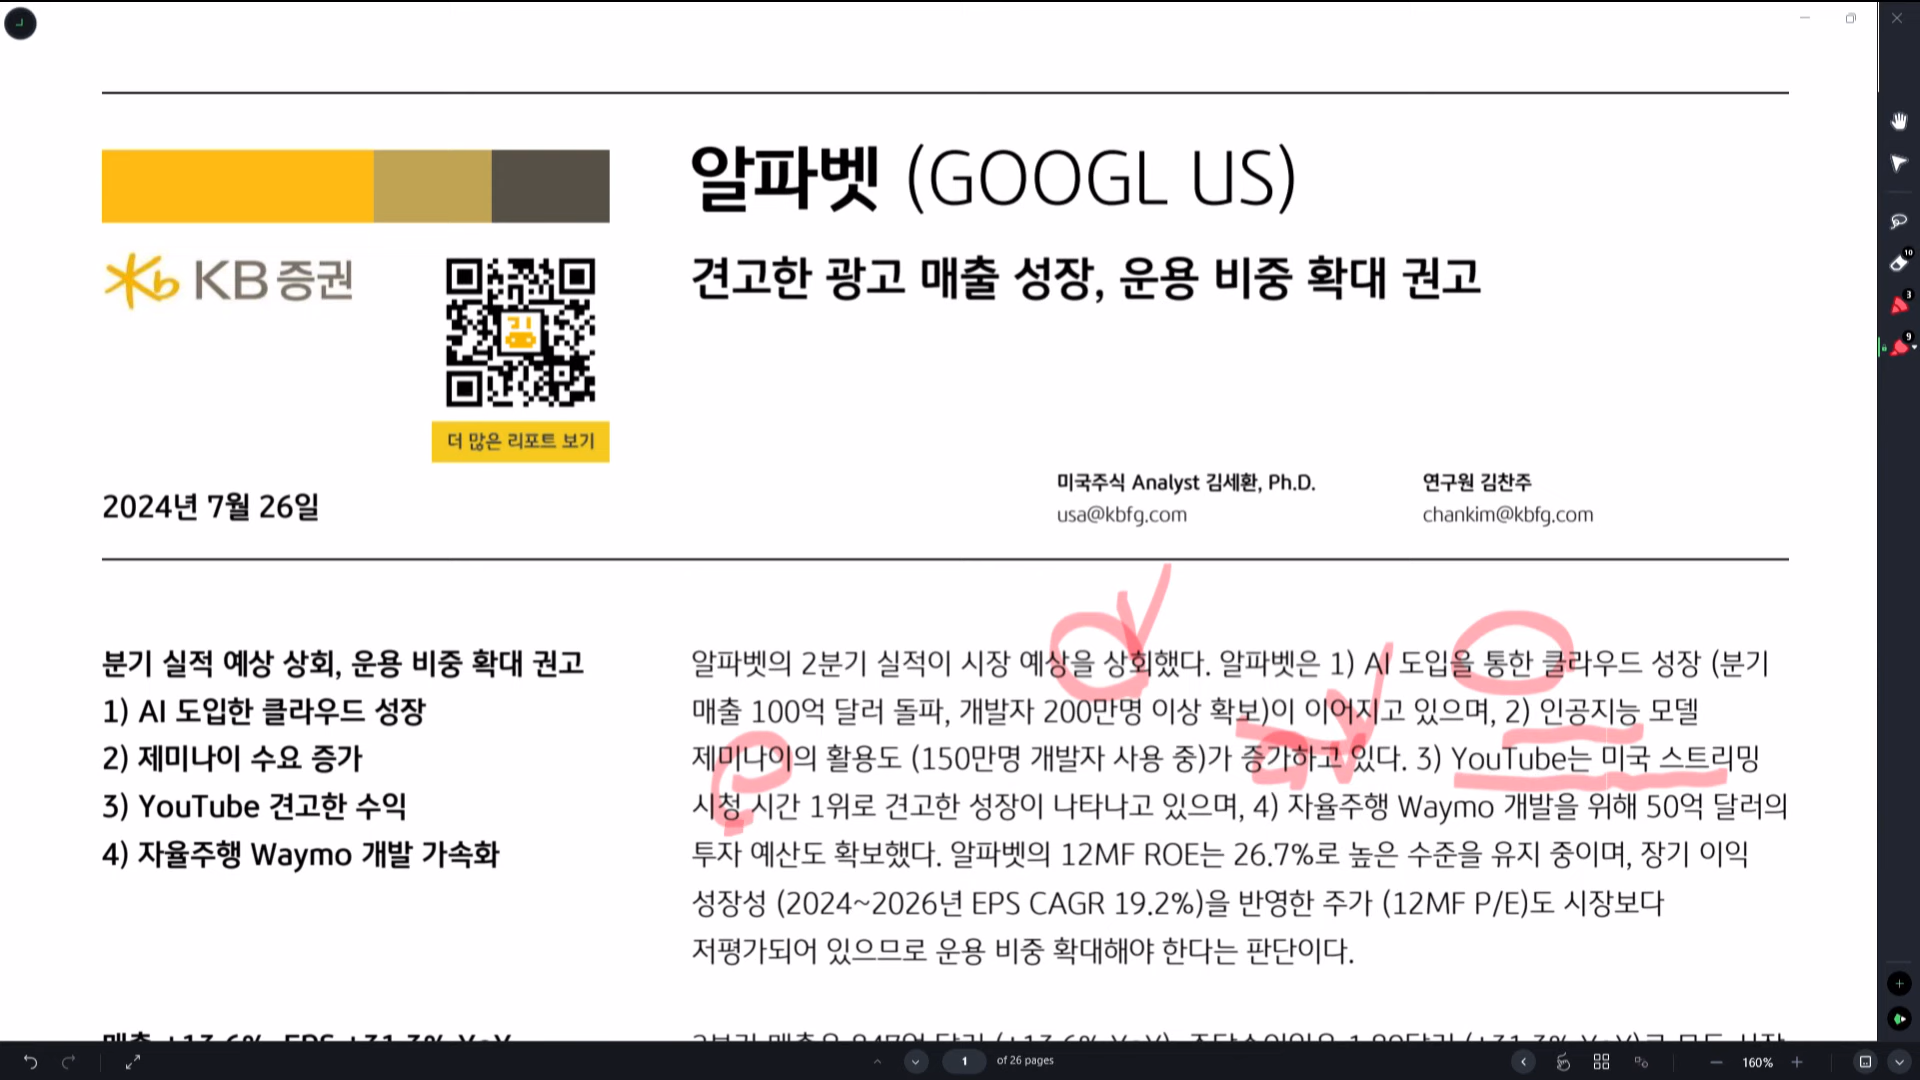 알파벳 (GOOGL US)
견고한 광고 매출 성장, 운용 비중 확대 권고
KB증권
더 많은 리포트 보기
2024년 7월 26일
미국주식 Analyst 김세환, Ph.D.
usa@kbfg.com
연구원 김찬주
chankim@kbfg.com
분기 실적 예상 상회, 운용 비중 확대 권고
1) AI 도입한 클라우드 성장
2) 제미나이 수요 증가
3) YouTube 견고한 수익
4) 자율주행 Waymo 개발 가속화
알파벳의 2분기 실적이 시장 예상을 상회했다. 알파벳은 1) AI 도입을 통한 클라우드 성장 (분기
매출 100억 달러 돌파, 개발자 200만명 이상 확보)이 이어지고 있으며, 2) 인공지능 모델
제미나이의 활용도 (150만명 개발자 사용 중)가 증가하고 있다. 3) YouTube는 미국 스트리밍
시청 시간 1위로 견고한 성장이 나타나고 있으며, 4) 자율주행 Waymo 개발을 위해 50억 달러의
투자 예산도 확보했다. 알파벳의 12MF ROE는 26.7%로 높은 수준을 유지 중이며, 장기 이익
성장성 (2024~2026년 EPS CAGR 19.2%)을 반영한 주가 (12MF P/E)도 시장보다
저평가되어 있으므로 운용 비중 확대해야 한다는 판단이다.
매출 +13.6%, EPS +31.3% YoY
1 of 26 pages
160%
10
3
9